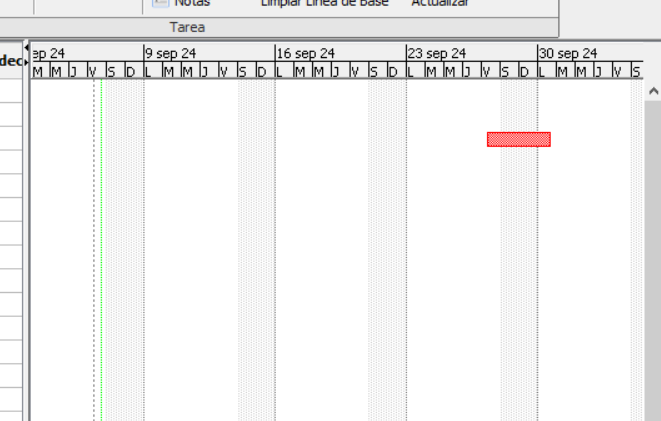 Notas Limpiar Línea de Base Actualizar
Tarea
dec
ep 24 9 sep 24 16 sep 24 23 sep 24 30 sep 24
M M J V S D L M M J V S D L M M J V S D L M M J V S D L M M J V S